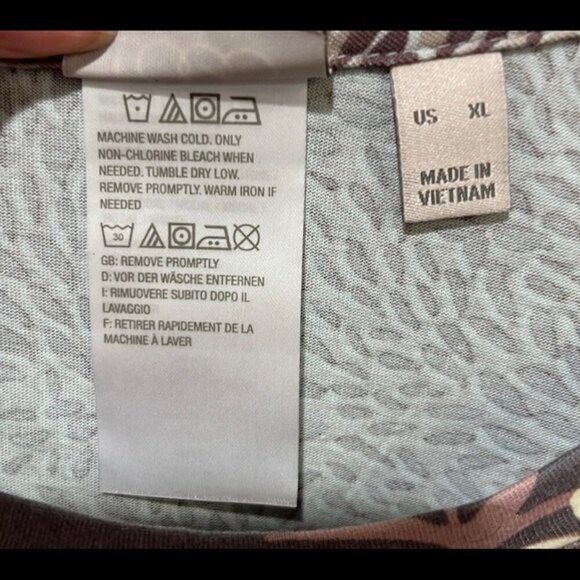 MACHINE WASH COLD. ONLY
NON-CHLORINE BLEACH WHEN
NEEDED. TUMBLE DRY LOW.
REMOVE PROMPTLY. WARM IRON IF
NEEDED
30
GB: REMOVE PROMPTLY
D: VOR DER WÄSCHE ENTFERNEN
I: RIMUOVERE SUBITO DOPO IL
LAVAGGIO
F: RETIRER RAPIDEMENT DE LA
MACHINE À LAVER
US XL
MADE IN
VIETNAM